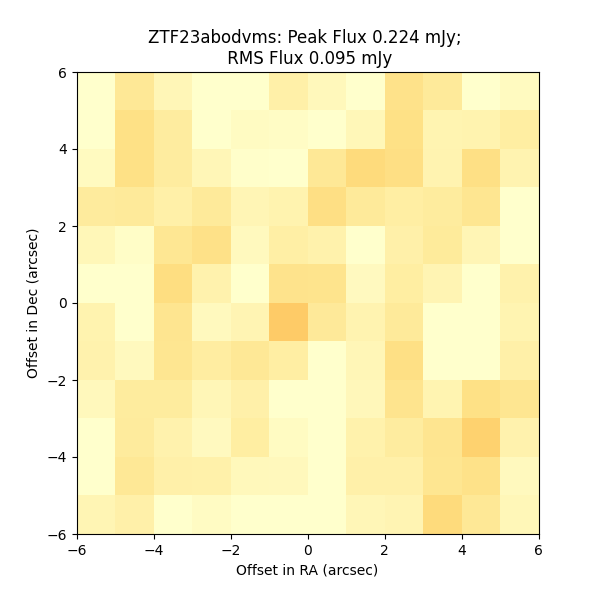 ZTF23abodvms: Peak Flux 0.224 mJy;
RMS Flux 0.095 mJy
6
4
2
0
−2
−4
−6
Offset in Dec (arcsec)
−6 −4 −2 0 2 4 6
Offset in RA (arcsec)